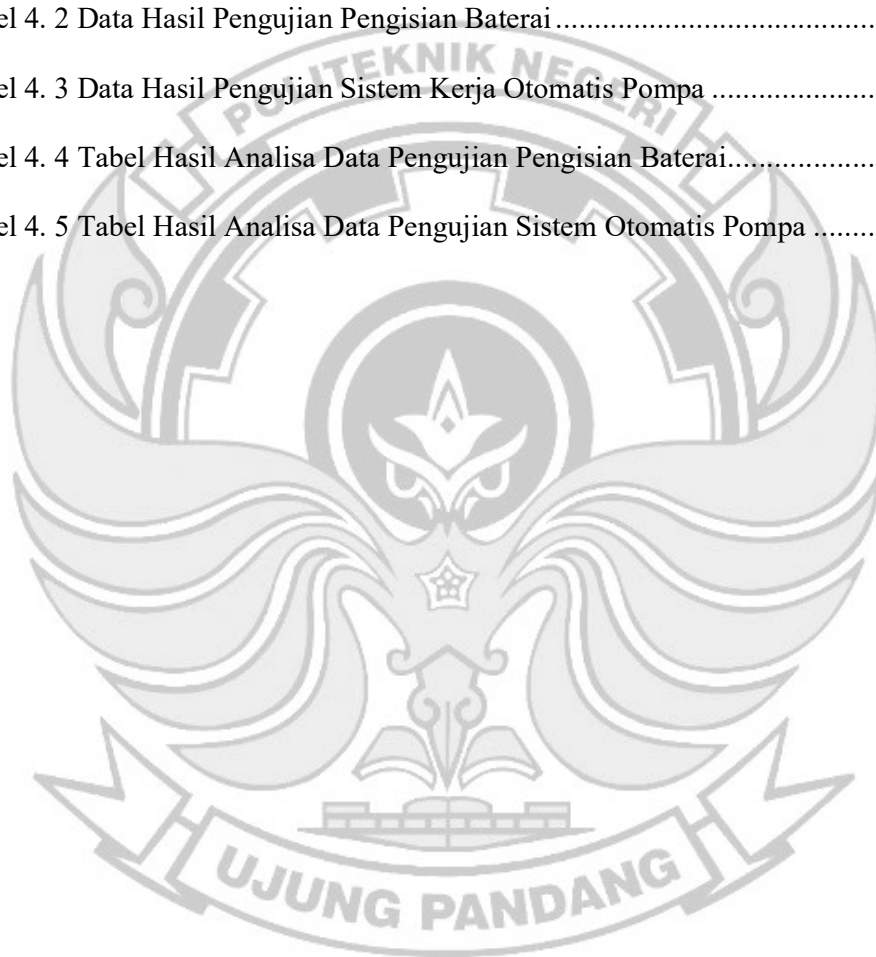 el 4. 2 Data Hasil Pengujian Pengisian Baterai.........................................
el 4. 3 Data Hasil Pengujian Sistem Kerja Otomatis Pompa .....................
el 4. 4 Tabel Hasil Analisa Data Pengujian Pengisian Baterai...................
el 4. 5 Tabel Hasil Analisa Data Pengujian Sistem Otomatis Pompa ........
POLITEKNIK NEGERI
UJUNG PANDANG